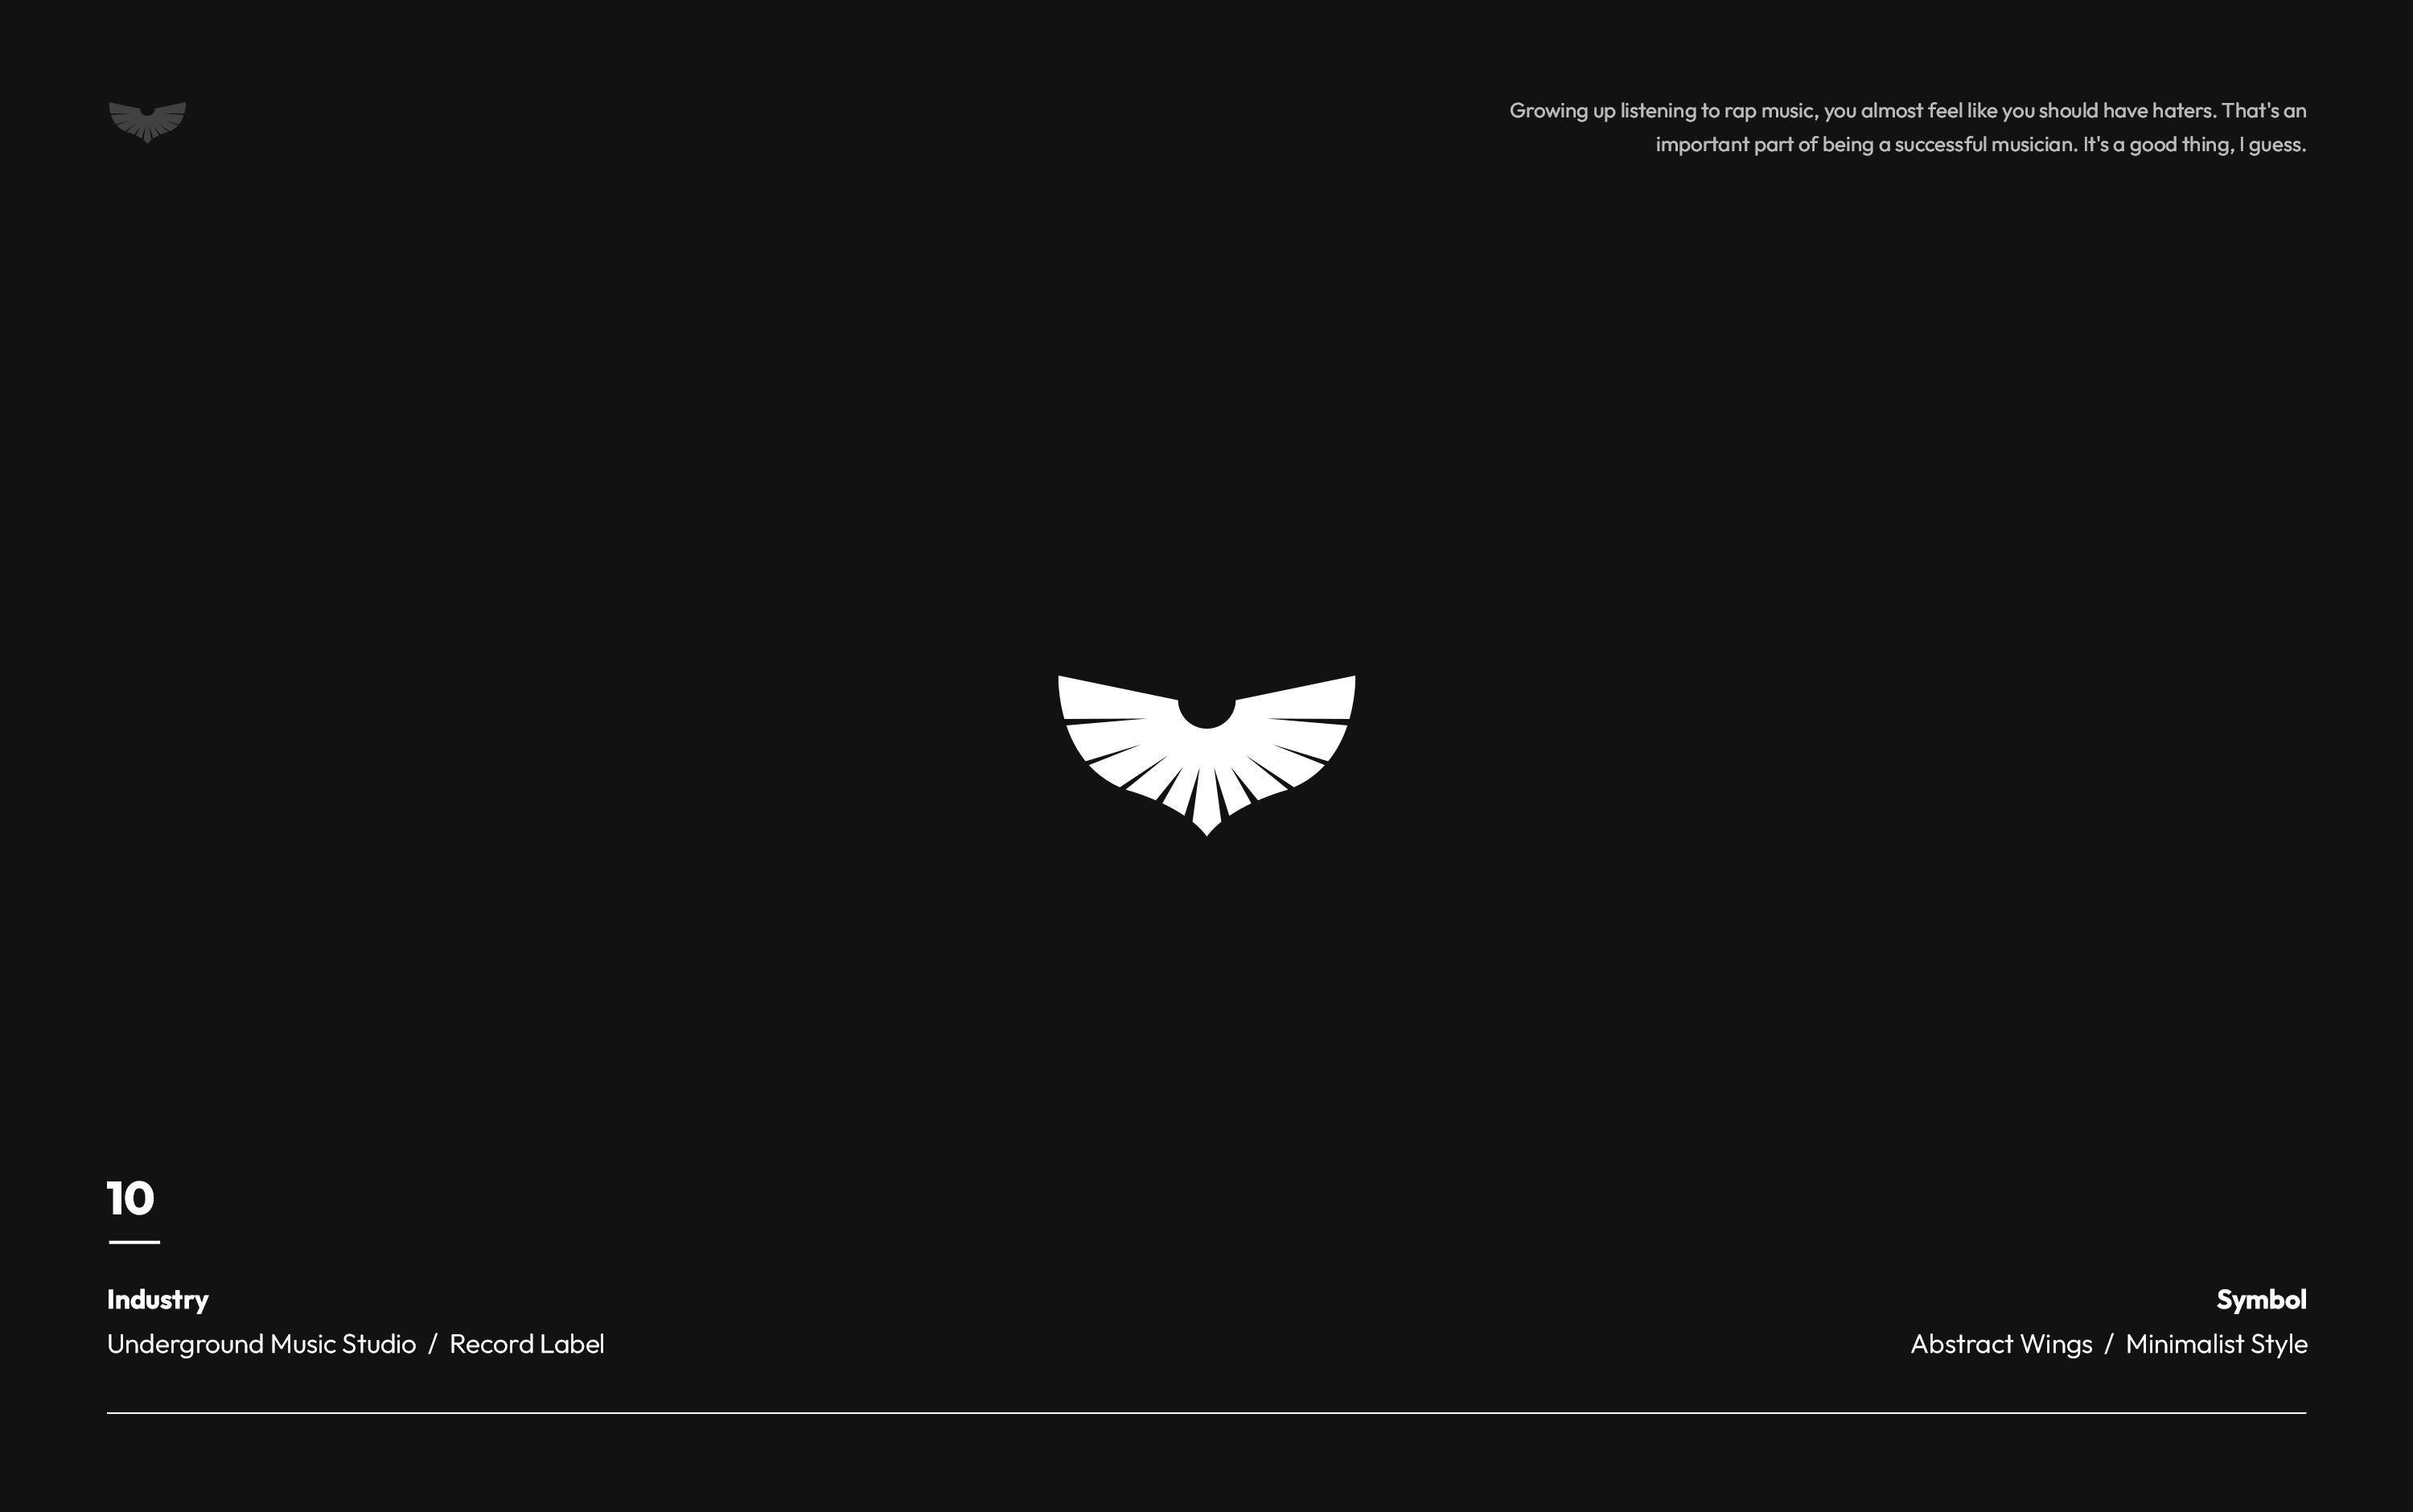 Growing up listening to rap music, you almost feel like you should have haters. That's an
important part of being a successful musician. It's a good thing, I guess.
10
Industry
Underground Music Studio / Record Label
Symbol
Abstract Wings / Minimalist Style